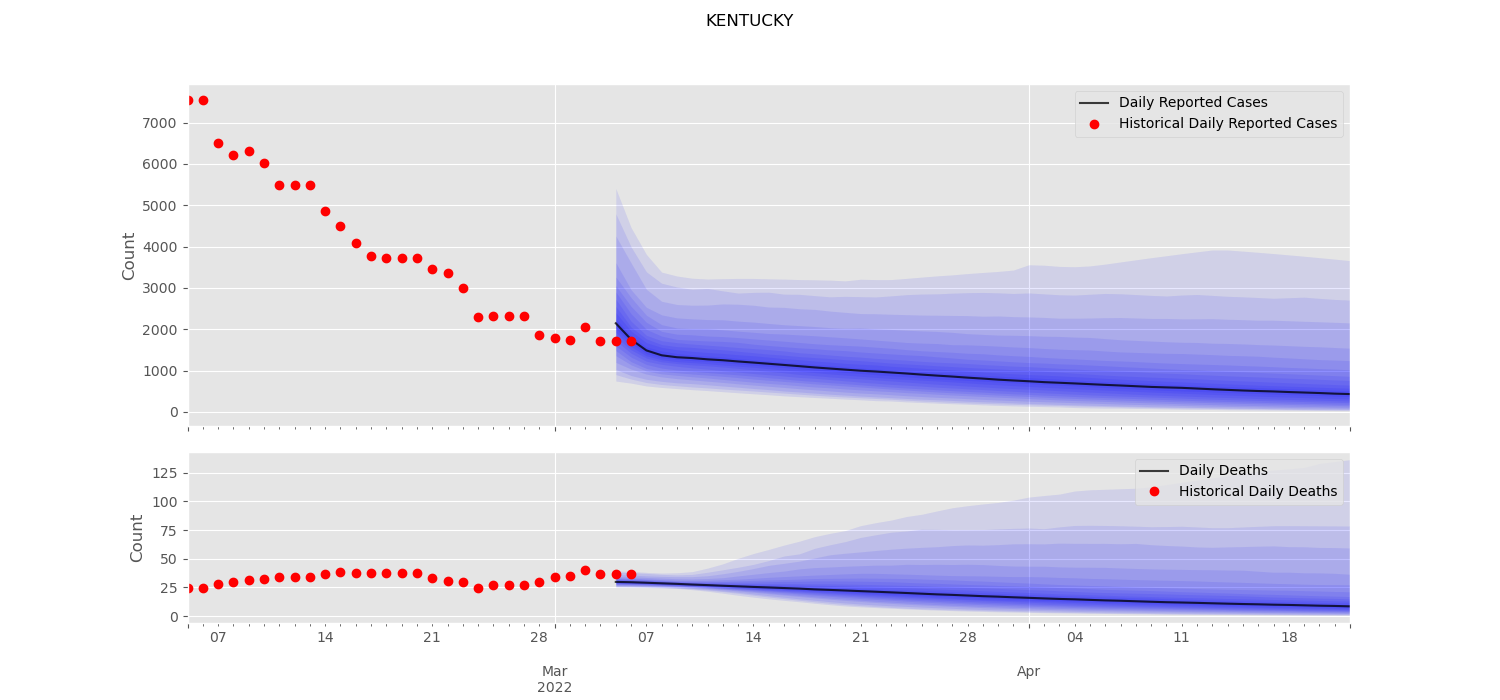 KENTUCKY
Daily Reported Cases
Historical Daily Reported Cases
Count
7000
6000
5000
4000
3000
2000
1000
0
Daily Deaths
Historical Daily Deaths
Count
125
100
75
50
25
0
07 14 21 28 07 14 21 28 04 11 18
Mar Apr
2022